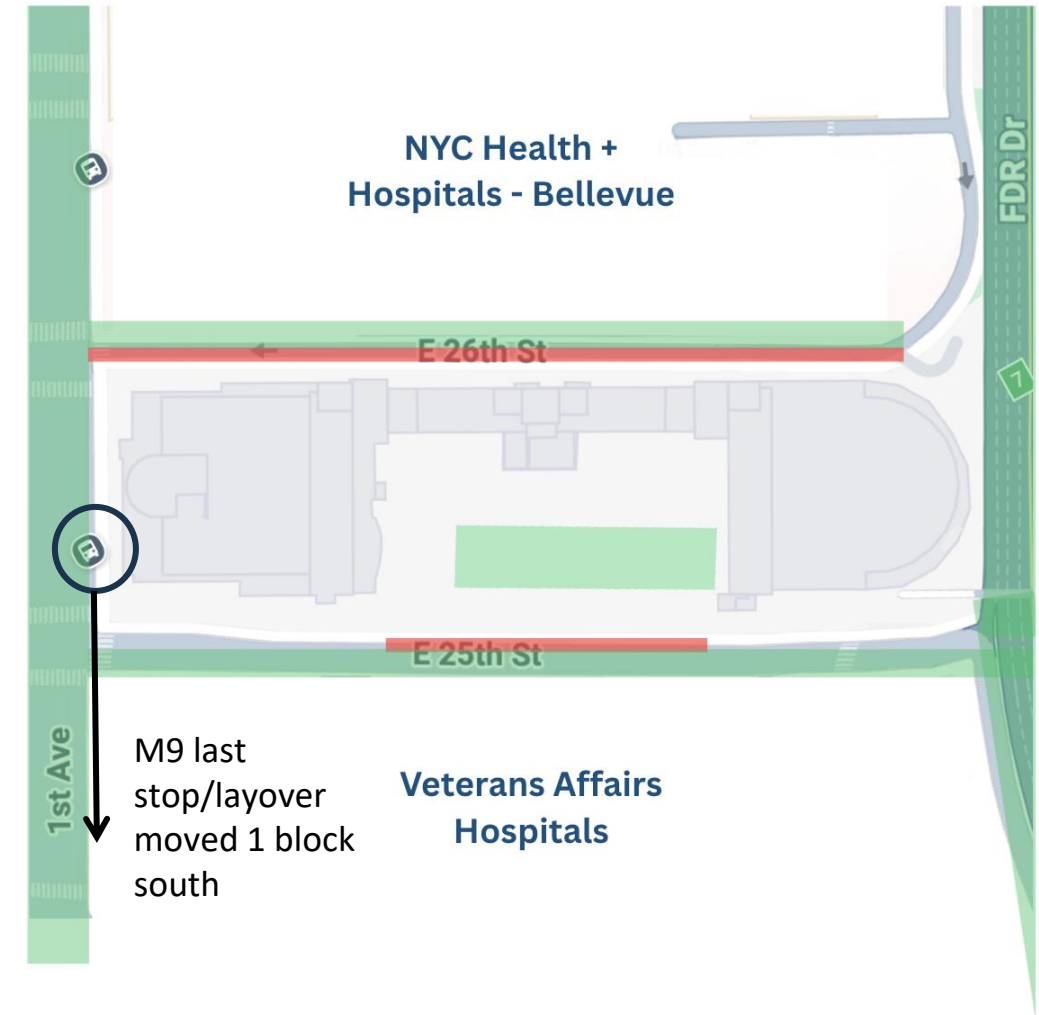 NYC Health +
Hospitals - Bellevue
FDR Dr
E 26th St
7
E 25th St
1st Ave
M9 last
stop/layover
moved 1 block
south
Veterans Affairs
Hospitals